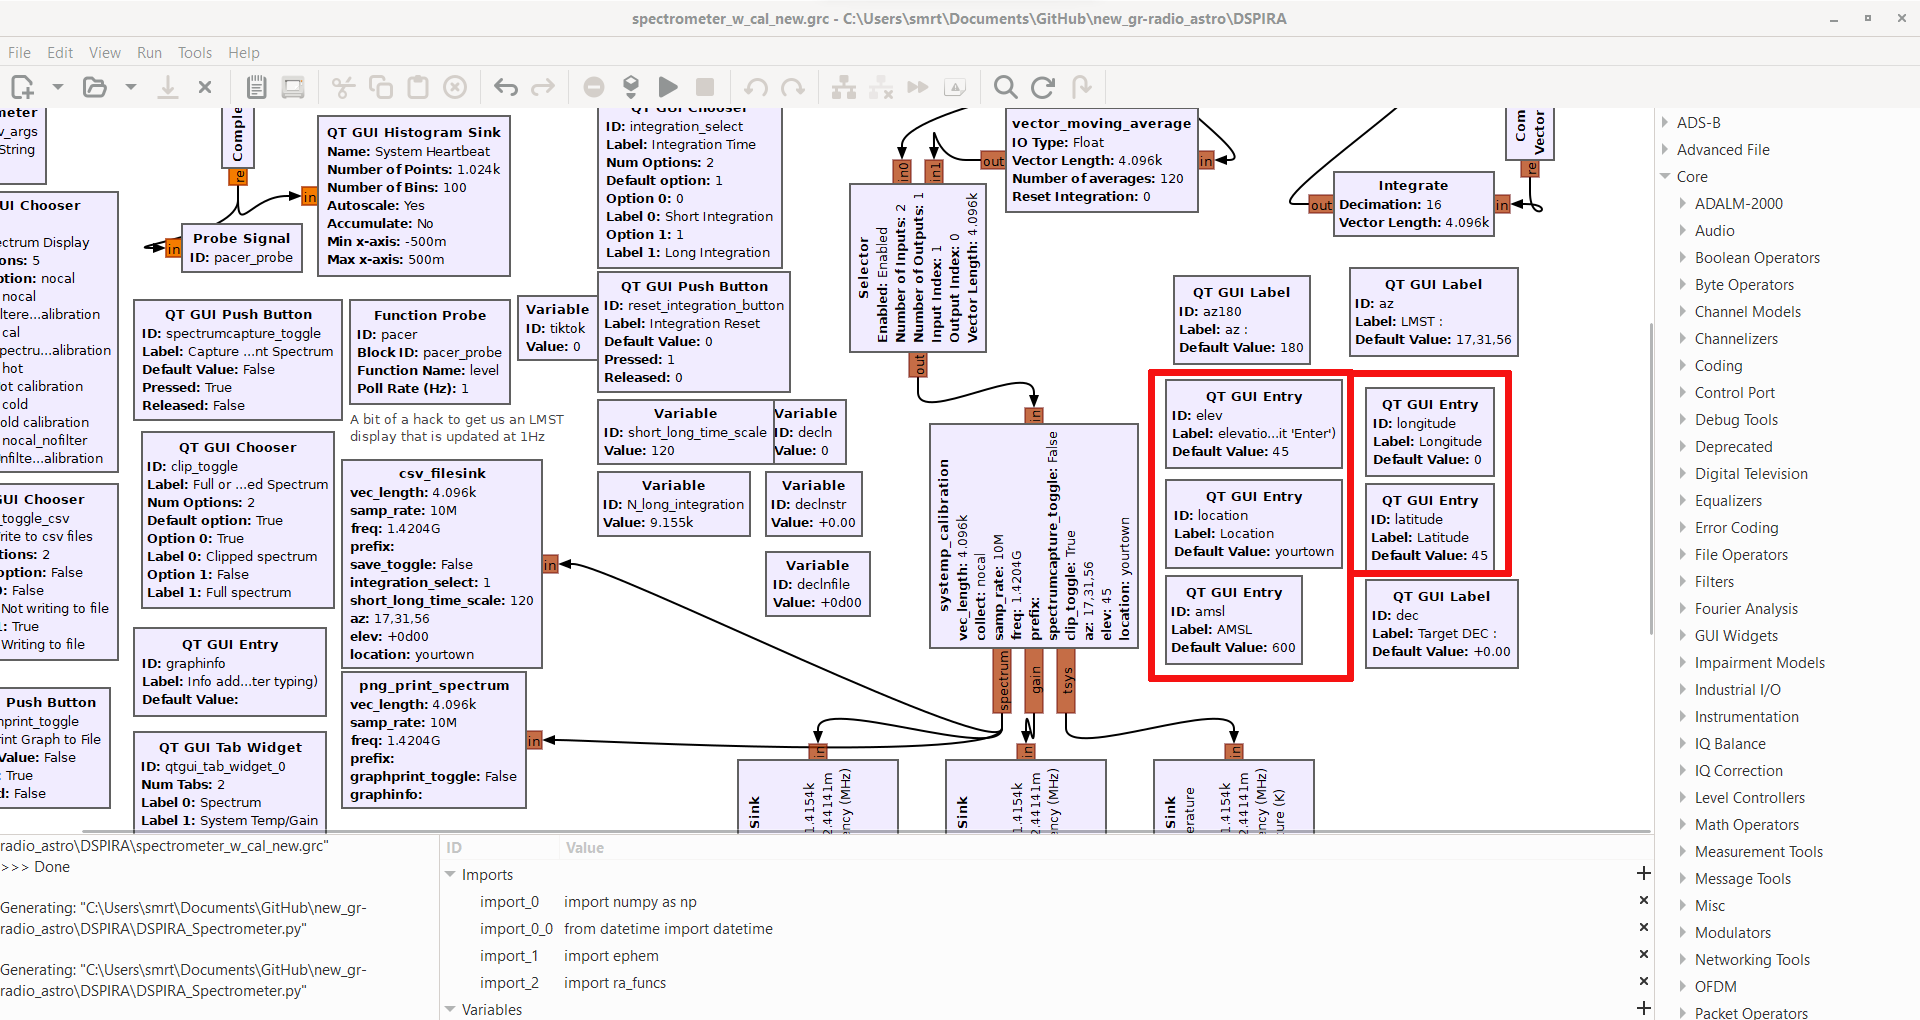 spectrometer_w_cal_new.grc - C:\Users\smrt\Documents\GitHub\new_gr-radio_astro\DSPIRA
File Edit View Run Tools Help
meter
v_args
String
Comple
re
in
Probe Signal
ID: pacer_probe
QT GUI Histogram Sink
Name: System Heartbeat
Number of Points: 1.024k
Number of Bins: 100
Autoscale: Yes
Accumulate: No
Min x-axis: -500m
Max x-axis: 500m
in
QT GUI Chooser
ID: integration_select
Label: Integration Time
Num Options: 2
Default option: 1
Option 0: 0
Label 0: Short Integration
Option 1: 1
Label 1: Long Integration
in0
in1
Selector
Enabled: Enabled
Number of Inputs: 2
Number of Outputs: 1
Input Index: 1
Output Index: 0
Vector Length: 4.096k
out
out
vector_moving_average
IO Type: Float
Vector Length: 4.096k
Number of averages: 120
Reset Integration: 0
in
Com
Vector
re
out
Integrate
Decimation: 16
Vector Length: 4.096k
in
UI Chooser
ectrum Display
ons: 5
ption: nocal
nocal
iltere...alibration
cal
pectru...alibration
hot
ot calibration
cold
old calibration
nocal_nofilter
nfilte...alibration
QT GUI Push Button
ID: spectrumcapture_toggle
Label: Capture ...nt Spectrum
Default Value: False
Pressed: True
Released: False
Function Probe
ID: pacer
Block ID: pacer_probe
Function Name: level
Poll Rate (Hz): 1
A bit of a hack to get us an LMST
display that is updated at 1Hz
Variable
ID: tiktok
Value: 0
QT GUI Push Button
ID: reset_integration_button
Label: Integration Reset
Default Value: 0
Pressed: 1
Released: 0
QT GUI Label
ID: az180
Label: az :
Default Value: 180
QT GUI Label
ID: az
Label: LMST :
Default Value: 17,31,56
QT GUI Chooser
ID: clip_toggle
Label: Full or ...ed Spectrum
Num Options: 2
Default option: True
Option 0: True
Label 0: Clipped spectrum
Option 1: False
Label 1: Full spectrum
csv_filesink
vec_length: 4.096k
samp_rate: 10M
freq: 1.4204G
prefix:
save_toggle: False
integration_select: 1
short_long_time_scale: 120
az: 17,31,56
elev: +0d00
location: yourtown
in
Variable
ID: short_long_time_scale
Value: 120
Variable
ID: decln
Value: 0
Variable
ID: N_long_integration
Value: 9.155k
Variable
ID: declnstr
Value: +0.00
Variable
ID: declnfile
Value: +0d00
in
systemp_calibration
vec_length: 4.096k
collect: nocal
samp_rate: 10M
freq: 1.4204G
prefix:
spectrumcapture_toggle: False
clip_toggle: True
az: 17,31,56
elev: 45
location: yourtown
spectrum
gain
tsys
QT GUI Entry
ID: elev
Label: elevatio...it 'Enter')
Default Value: 45
QT GUI Entry
ID: longitude
Label: Longitude
Default Value: 0
QT GUI Entry
ID: location
Label: Location
Default Value: yourtown
QT GUI Entry
ID: latitude
Label: Latitude
Default Value: 45
QT GUI Entry
ID: amsl
Label: AMSL
Default Value: 600
QT GUI Label
ID: dec
Label: Target DEC :
Default Value: +0.00
GUI Chooser
_toggle_csv
rite to csv files
tions: 2
option: False
0: False
Not writing to file
1: True
Writing to file
QT GUI Entry
ID: graphinfo
Label: Info add...ter typing)
Default Value:
png_print_spectrum
vec_length: 4.096k
samp_rate: 10M
freq: 1.4204G
prefix:
graphprint_toggle: False
graphinfo:
in
Push Button
print_toggle
int Graph to File
Value: False
: True
d: False
QT GUI Tab Widget
ID: qtgui_tab_widget_0
Num Tabs: 2
Label 0: Spectrum
Label 1: System Temp/Gain
in
Sink
1.4154k
2.44141m
ncy (MHz)
in
Sink
1.4154k
2.44141m
ncy (MHz)
in
Sink
erature
1.4154k
2.44141m
ncy (MHz)
ure (K)
radio_astro\DSPIRA\spectrometer_w_cal_new.grc"
>>> Done
Generating: "C:\Users\smrt\Documents\GitHub\new_gr-
radio_astro\DSPIRA\DSPIRA_Spectrometer.py"
Generating: "C:\Users\smrt\Documents\GitHub\new_gr-
radio_astro\DSPIRA\DSPIRA_Spectrometer.py"
ID Value
Imports
import_0 import numpy as np
import_0_0 from datetime import datetime
import_1 import ephem
import_2 import ra_funcs
Variables
ADS-B
Advanced File
Core
ADALM-2000
Audio
Boolean Operators
Byte Operators
Channel Models
Channelizers
Coding
Control Port
Debug Tools
Deprecated
Digital Television
Equalizers
Error Coding
File Operators
Filters
Fourier Analysis
GUI Widgets
Impairment Models
Industrial I/O
Instrumentation
IQ Balance
IQ Correction
Level Controllers
Math Operators
Measurement Tools
Message Tools
Misc
Modulators
Networking Tools
OFDM
Packet Operators